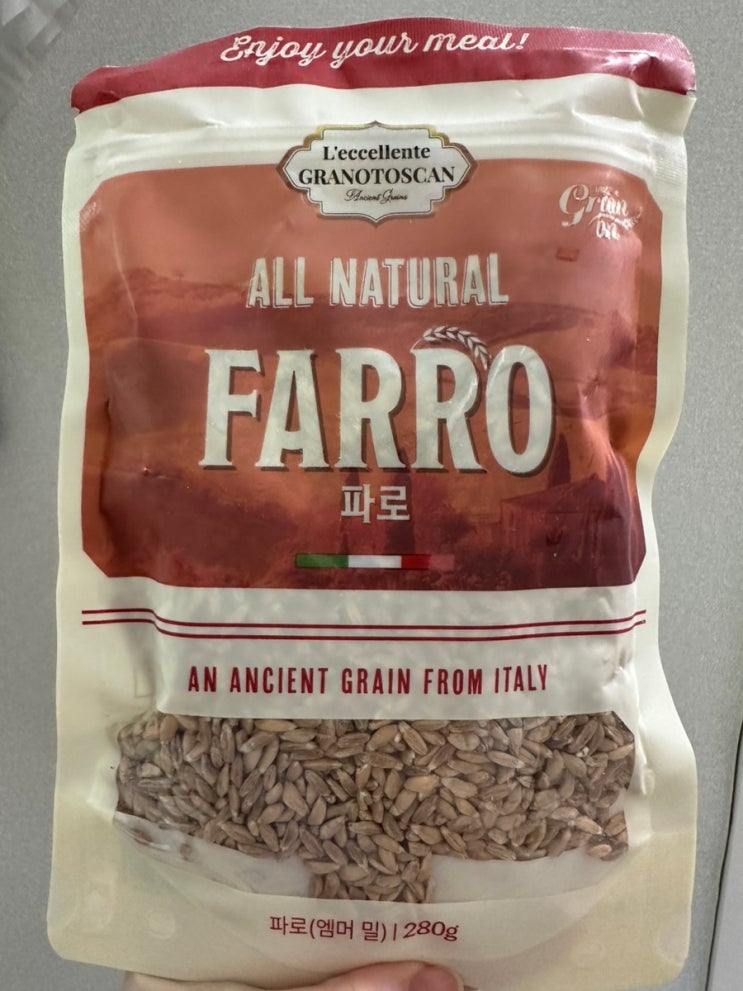 Enjoy your meal!
L'eccellente
GRANOTOSCAN
Ancient Grains
Grain
ALL NATURAL
FARRO
파로
AN ANCIENT GRAIN FROM ITALY
파로(엠머 밀) | 280g